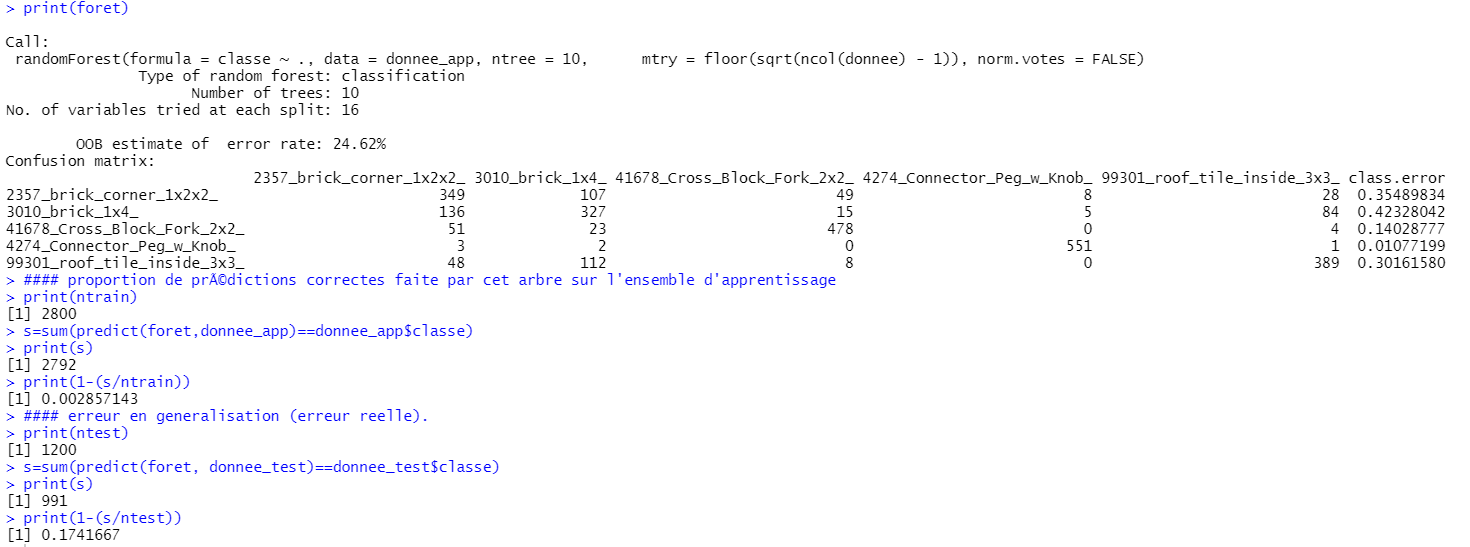 > print(foret)
Call:
randomForest(formula = classe ~ ., data = donnee_app, ntree = 10,      mtry = floor(sqrt(ncol(donnee) - 1)), norm.votes = FALSE)
Type of random forest: classification
Number of trees: 10
No. of variables tried at each split: 16
OOB estimate of  error rate: 24.62%
Confusion matrix:
2357_brick_corner_1x2x2_ 3010_brick_1x4_ 41678_Cross_Block_Fork_2x2_ 4274_Connector_Peg_w_Knob_ 99301_roof_tile_inside_3x3_ class.error
2357_brick_corner_1x2x2_ 349 107 49 8 28 0.35489834
3010_brick_1x4_ 136 327 15 5 84 0.42328042
41678_Cross_Block_Fork_2x2_ 51 23 478 0 4 0.14028777
4274_Connector_Peg_w_Knob_ 3 2 0 551 1 0.01077199
99301_roof_tile_inside_3x3_ 48 112 8 0 389 0.30161580
> #### proportion de prÃ©dictions correctes faite par cet arbre sur l'ensemble d'apprentissage
> print(ntrain)
[1] 2800
> s=sum(predict(foret,donnee_app)==donnee_app$classe)
> print(s)
[1] 2792
> print(1-(s/ntrain))
[1] 0.002857143
> #### erreur en generalisation (erreur reelle).
> print(ntest)
[1] 1200
> s=sum(predict(foret, donnee_test)==donnee_test$classe)
> print(s)
[1] 991
> print(1-(s/ntest))
[1] 0.1741667